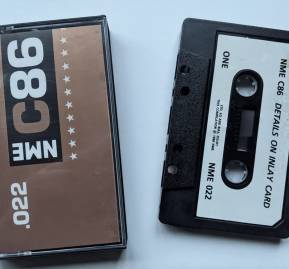 NME C86
.022
NME C86 DETAILS ON INLAY CARD
ONE
NME 022